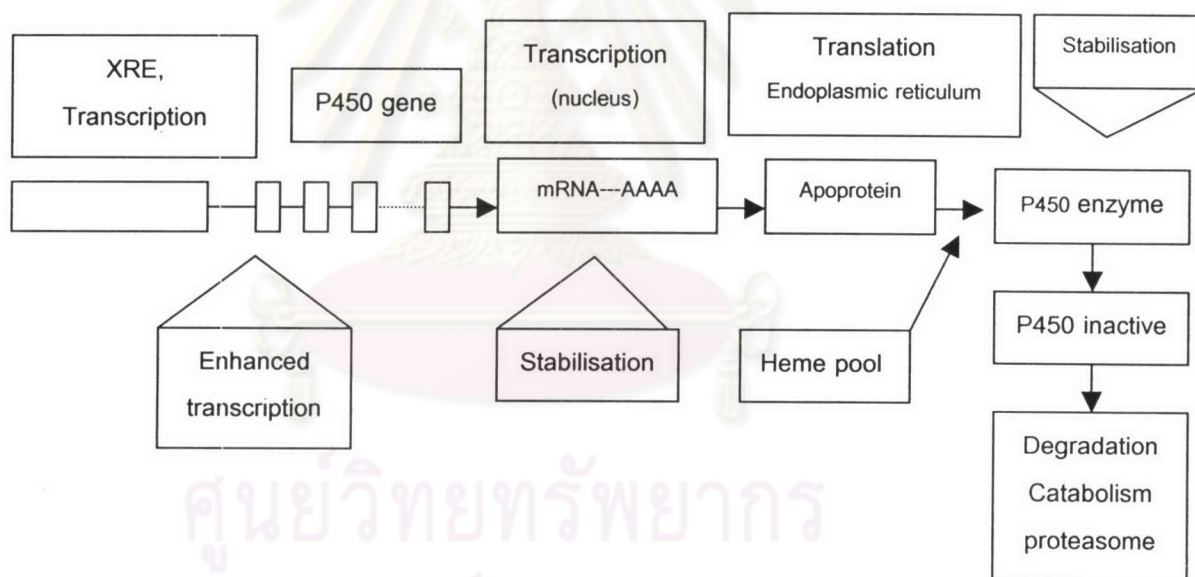 XRE,
Transcription
P450 gene
Transcription
(nucleus)
Translation
Endoplasmic reticulum
Stabilisation
mRNA---AAAA
Apoprotein
P450 enzyme
Enhanced
transcription
Stabilisation
Heme pool
P450 inactive
Degradation
Catabolism
proteasome
ศูนย์วิทยทรัพยากร